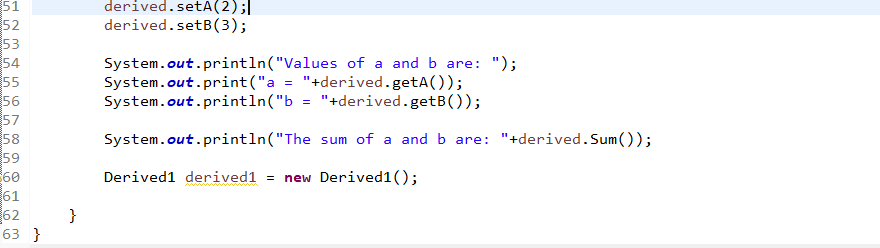 51 derived.setA(2);
52 derived.setB(3);
53
54 System.out.println("Values of a and b are: ");
55 System.out.print("a = "+derived.getA());
56 System.out.println("b = "+derived.getB());
57
58 System.out.println("The sum of a and b are: "+derived.Sum());
59
60 Derived1 derived1 = new Derived1();
61
62 }
63 }